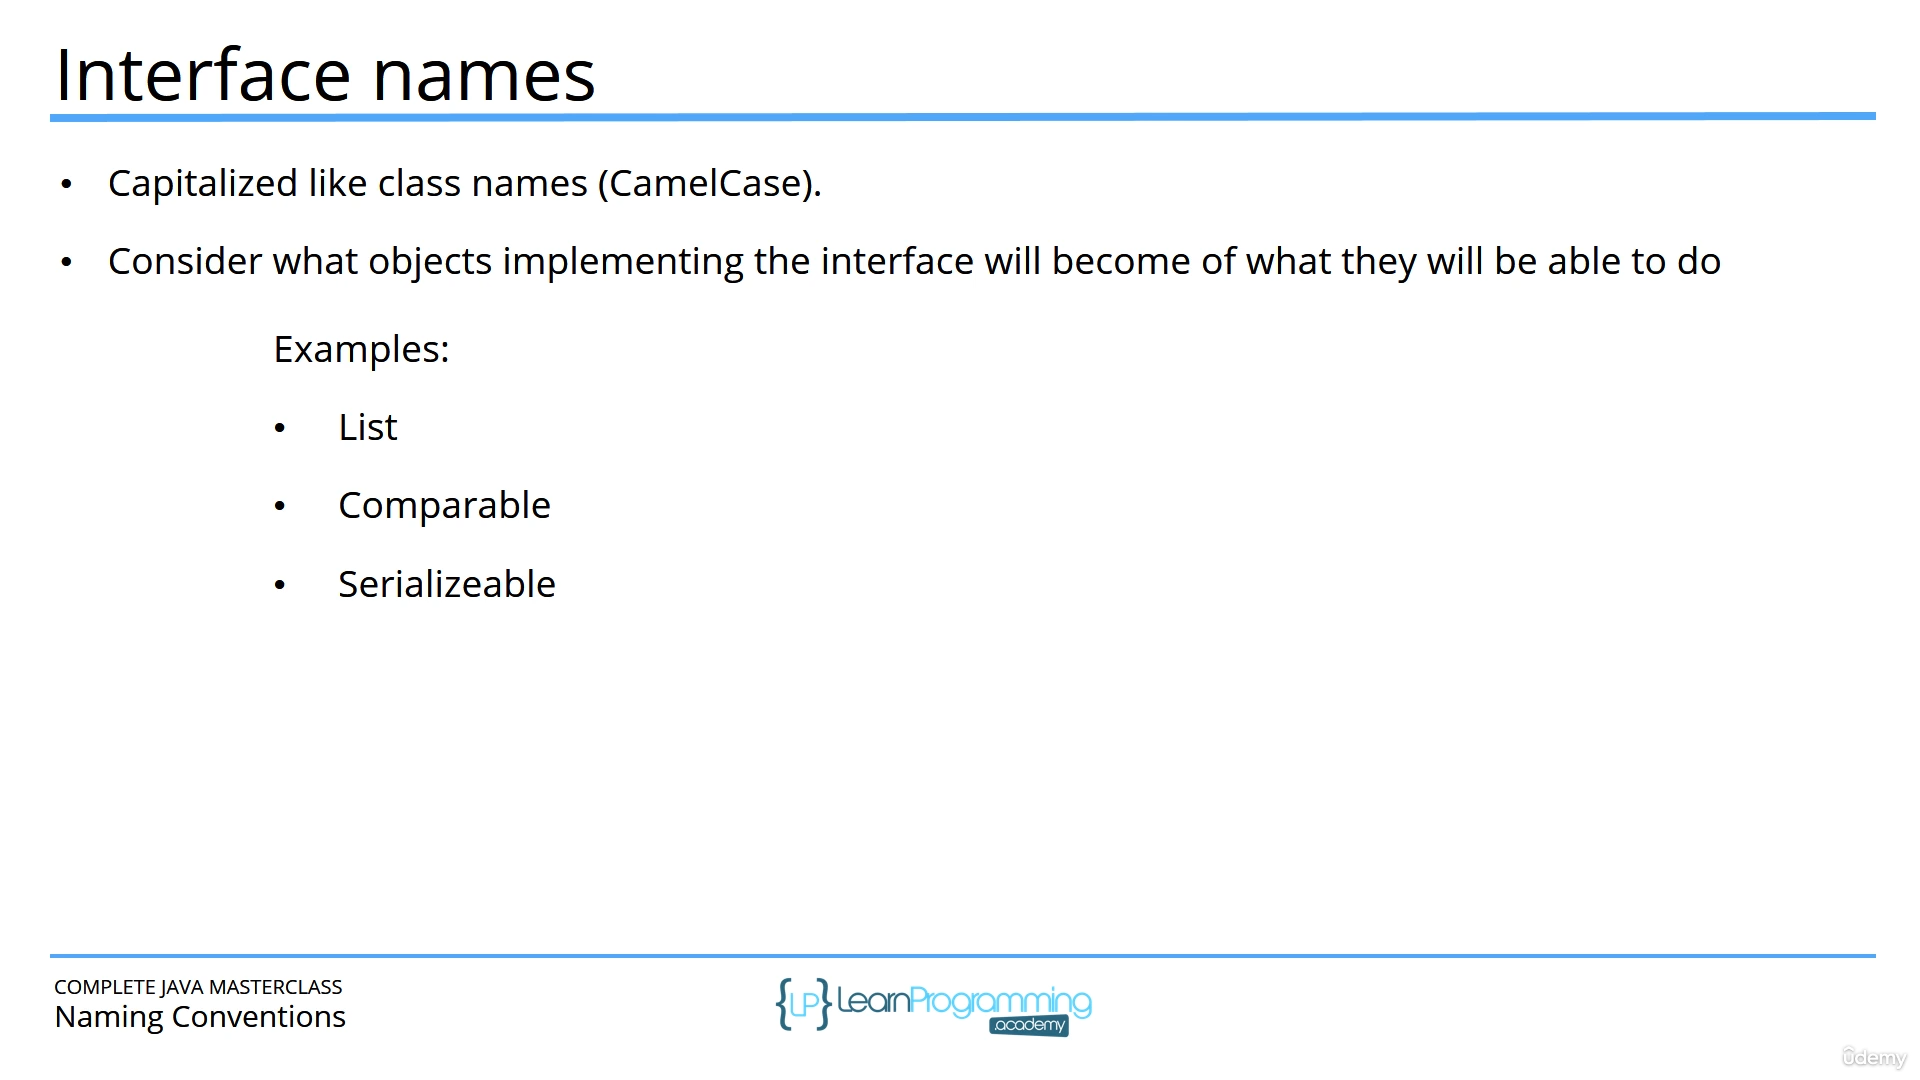 Interface names
• Capitalized like class names (CamelCase).
• Consider what objects implementing the interface will become of what they will be able to do
Examples:
• List
• Comparable
• Serializeable
COMPLETE JAVA MASTERCLASS
Naming Conventions
{LP} LearnProgramming
.academy
ûdemy